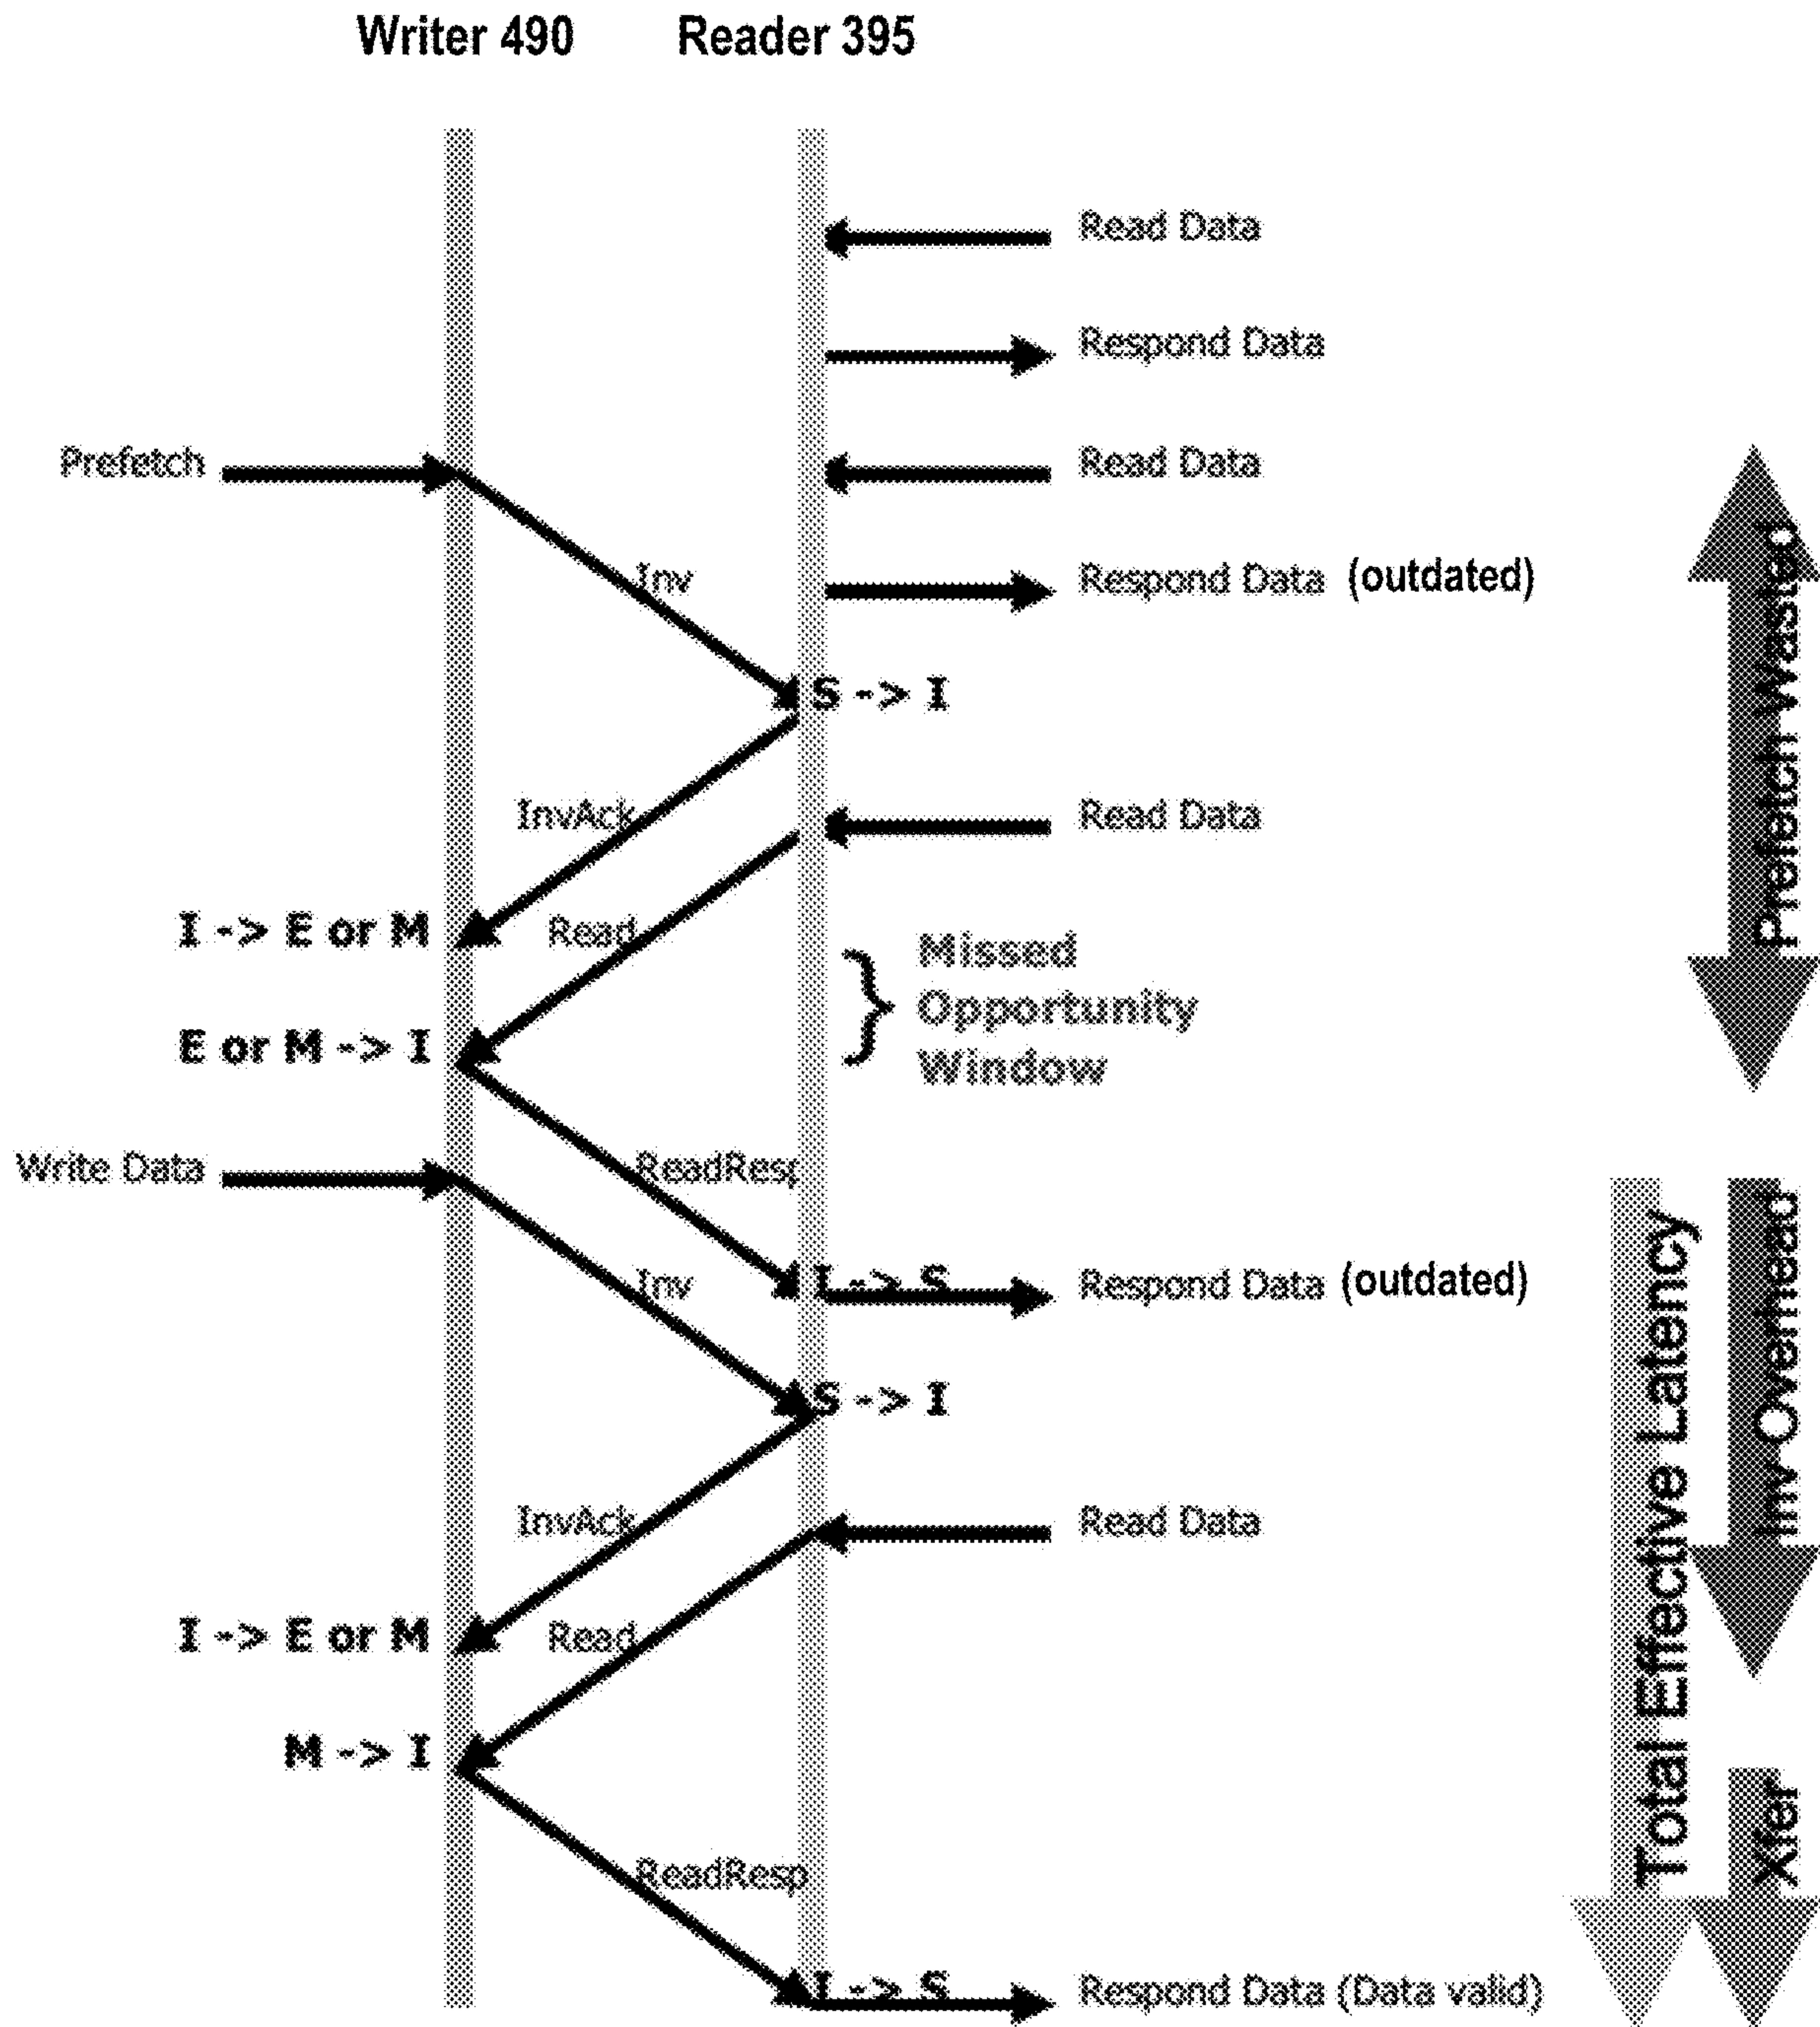 Writer 490 Reader 395
Read Data
Respond Data
Prefetch
Read Data
Inv
Respond Data (outdated)
S -> I
InvAck
Read Data
I -> E or M
Read
Missed
Opportunity
Window
E or M -> I
Write Data
ReadResp
Inv
I -> S
Respond Data (outdated)
S -> I
InvAck
Read Data
I -> E or M
Read
M -> I
ReadResp
I -> S
Respond Data (Data valid)
Prefetch Wasted
Total Effective Latency
Inv Overhead
Xfer